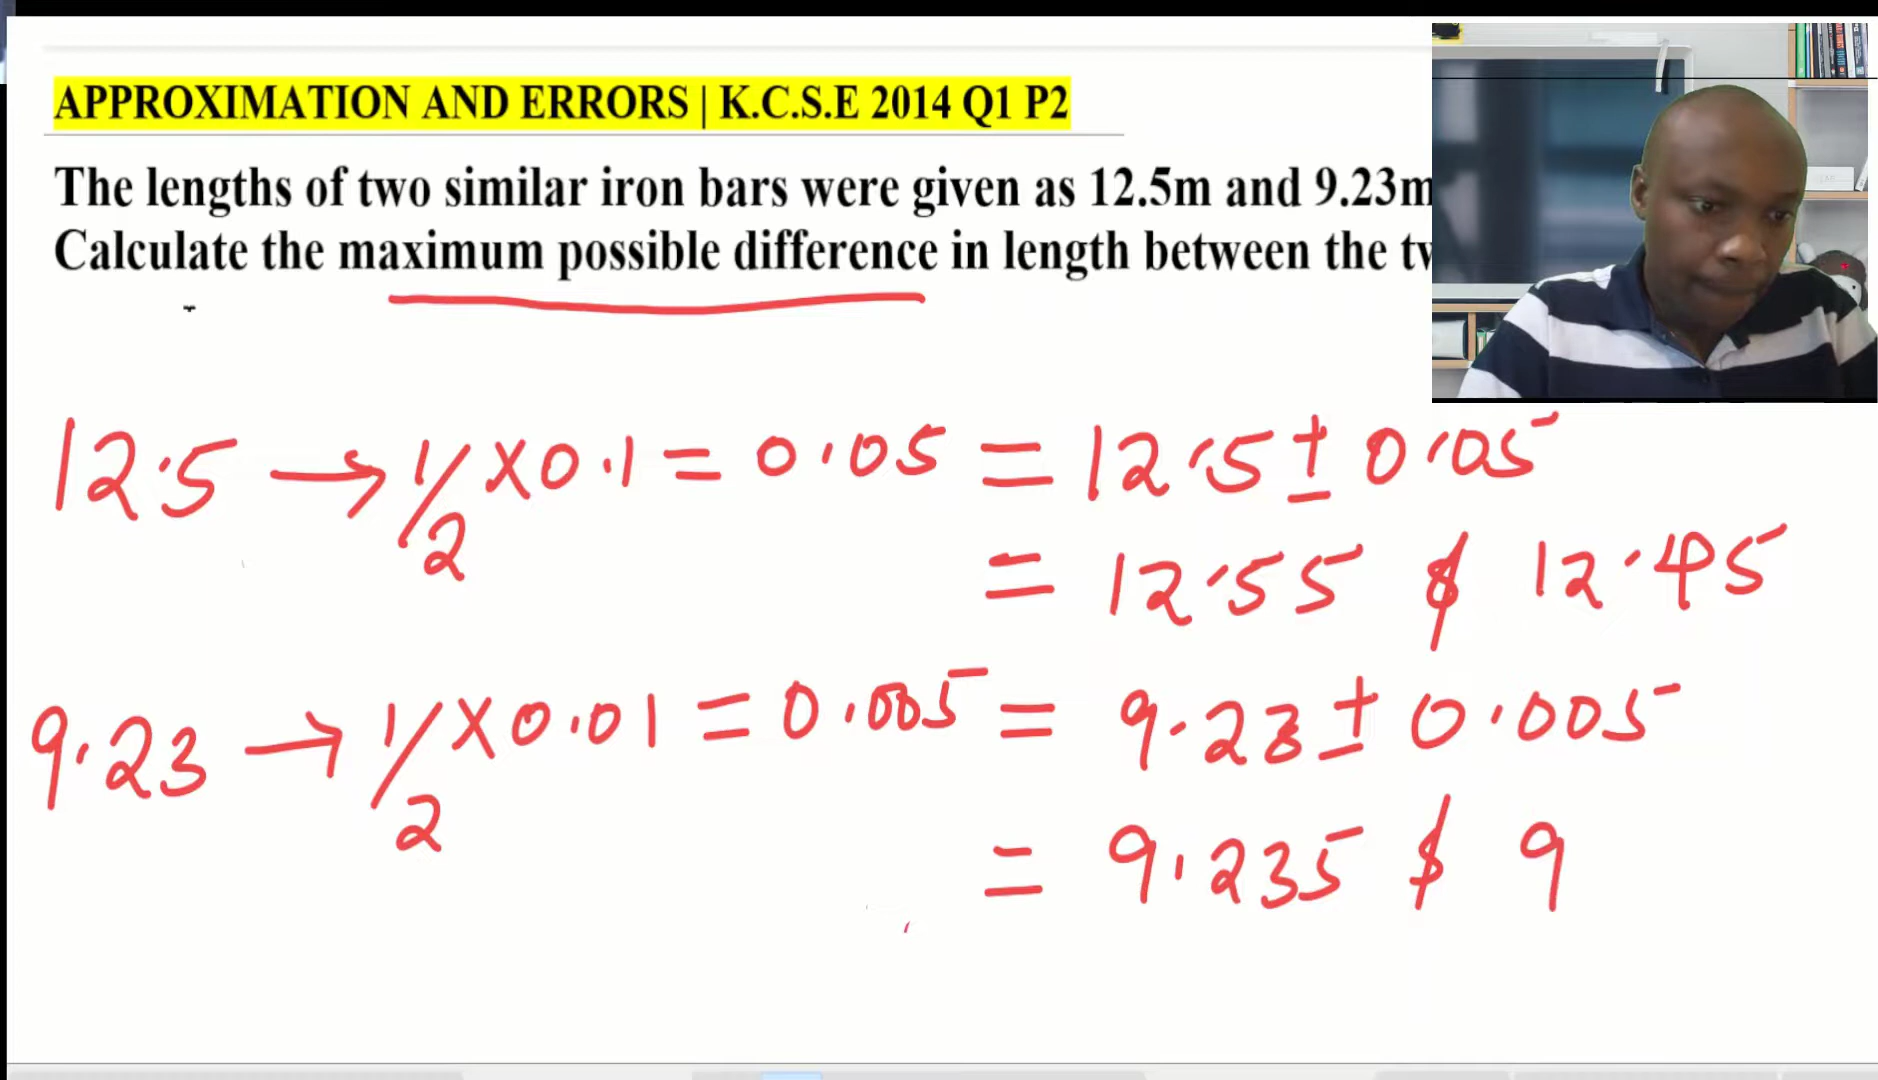 APPROXIMATION AND ERRORS | K.C.S.E 2014 Q1 P2
The lengths of two similar iron bars were given as 12.5m and 9.23m
Calculate the maximum possible difference in length between the tw
12.5 → 1/2 × 0.1 = 0.05 = 12.5 ± 0.05
= 12.55 & 12.45
9.23 → 1/2 × 0.01 = 0.005 = 9.23 ± 0.005
= 9.235 & 9